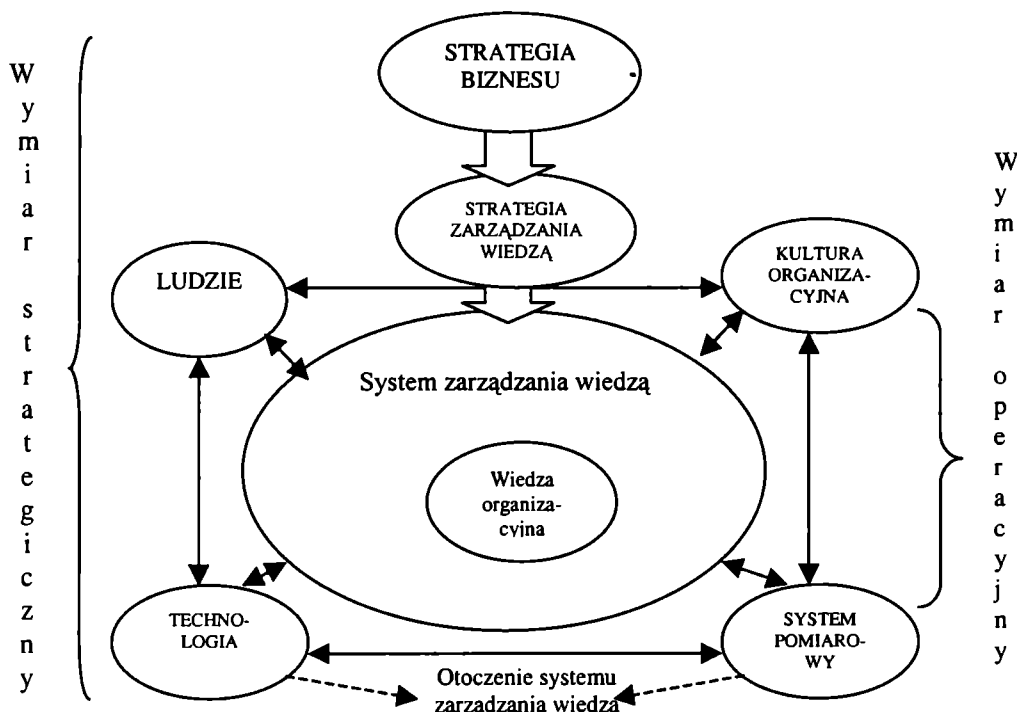 Wymiar strategiczny
STRATEGIA
BIZNESU
STRATEGIA
ZARZĄDZANIA
WIEDZĄ
LUDZIE
KULTURA
ORGANIZA-
CYJNA
Wymiar operacyjny
System zarządzania wiedzą
Wiedza
organiza-
cyjna
TECHNO-
LOGIA
SYSTEM
POMIARO-
WY
Otoczenie systemu
zarządzania wiedzą